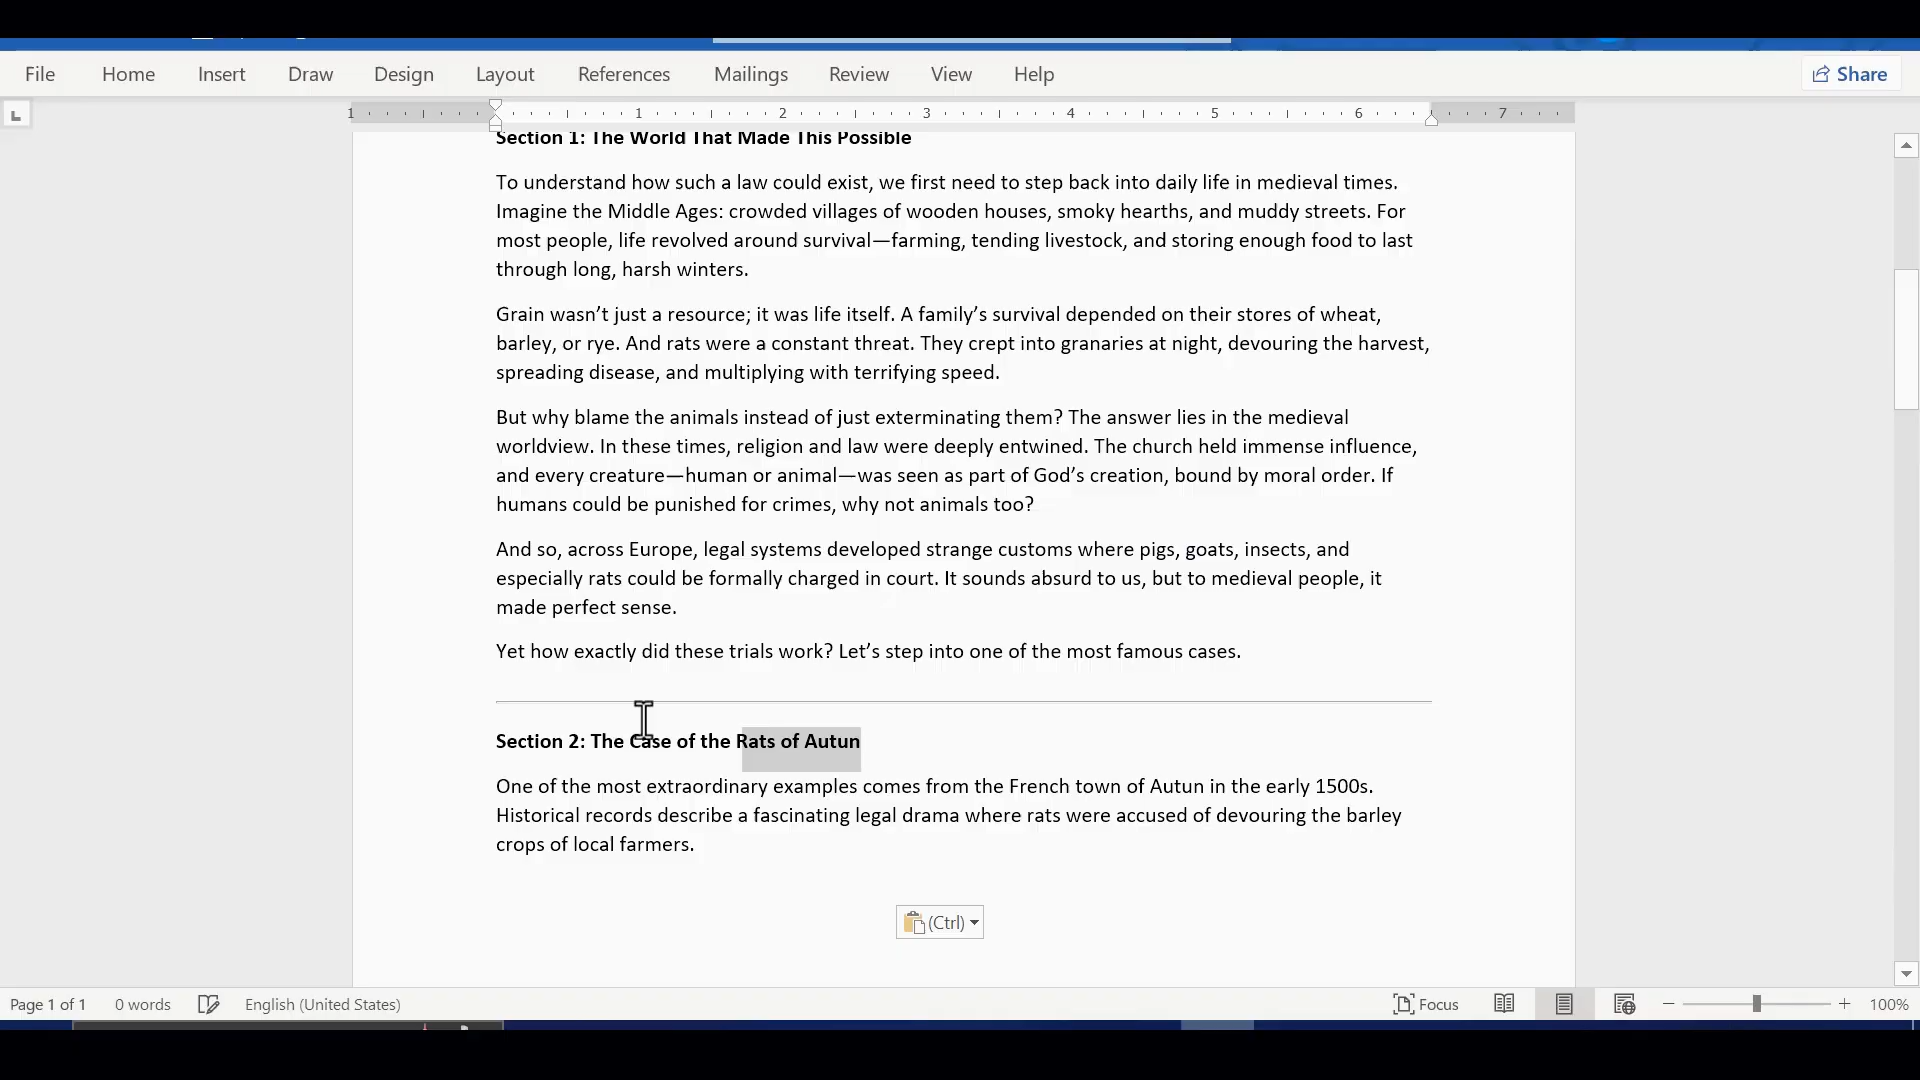 File Home Insert Draw Design Layout References Mailings Review View Help Share
1 1 2 3 4 5 6 7
Section 1: The World That Made This Possible
To understand how such a law could exist, we first need to step back into daily life in medieval times.
Imagine the Middle Ages: crowded villages of wooden houses, smoky hearths, and muddy streets. For
most people, life revolved around survival—farming, tending livestock, and storing enough food to last
through long, harsh winters.
Grain wasn’t just a resource; it was life itself. A family’s survival depended on their stores of wheat,
barley, or rye. And rats were a constant threat. They crept into granaries at night, devouring the harvest,
spreading disease, and multiplying with terrifying speed.
But why blame the animals instead of just exterminating them? The answer lies in the medieval
worldview. In these times, religion and law were deeply entwined. The church held immense influence,
and every creature—human or animal—was seen as part of God’s creation, bound by moral order. If
humans could be punished for crimes, why not animals too?
And so, across Europe, legal systems developed strange customs where pigs, goats, insects, and
especially rats could be formally charged in court. It sounds absurd to us, but to medieval people, it
made perfect sense.
Yet how exactly did these trials work? Let’s step into one of the most famous cases.
Section 2: The Case of the Rats of Autun
One of the most extraordinary examples comes from the French town of Autun in the early 1500s.
Historical records describe a fascinating legal drama where rats were accused of devouring the barley
crops of local farmers.
(Ctrl)
Page 1 of 1 0 words English (United States) Focus 100%